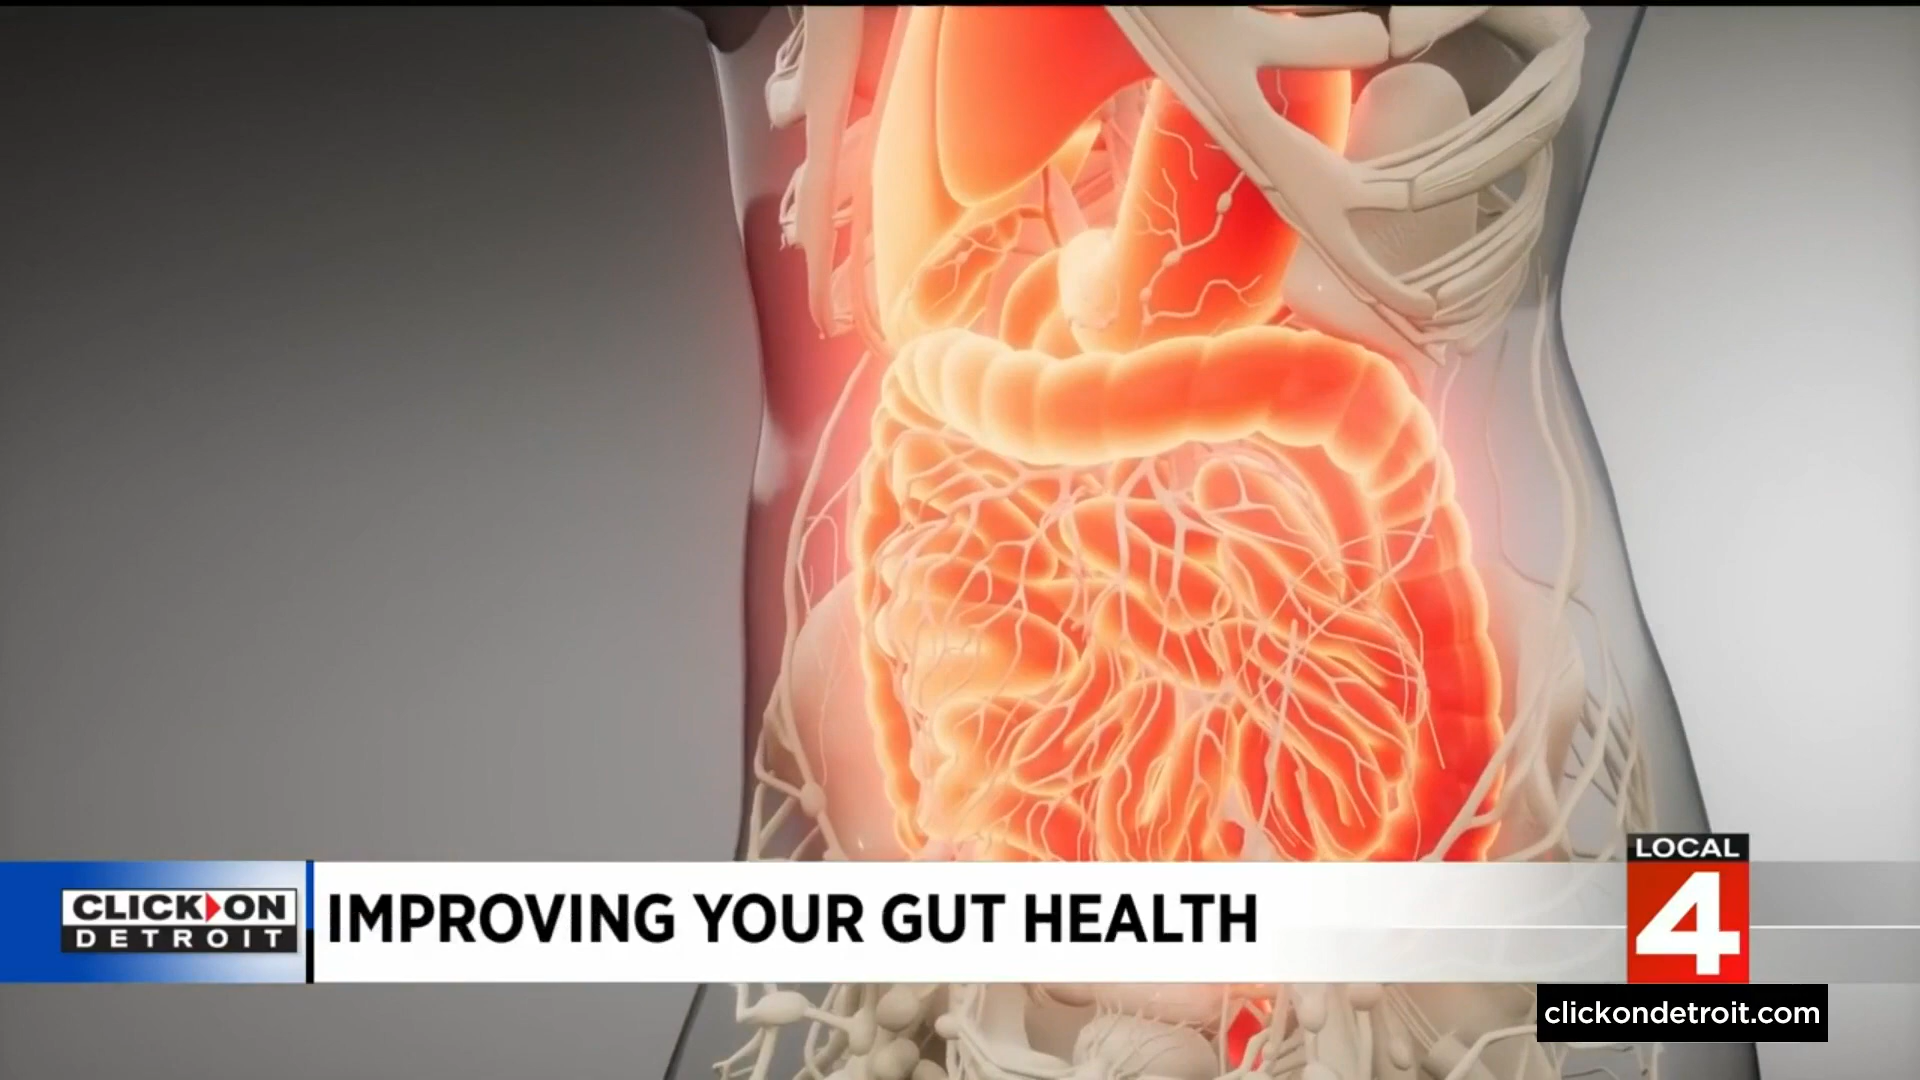 CLICK ON
DETROIT
IMPROVING YOUR GUT HEALTH
LOCAL
4
clickondetroit.com